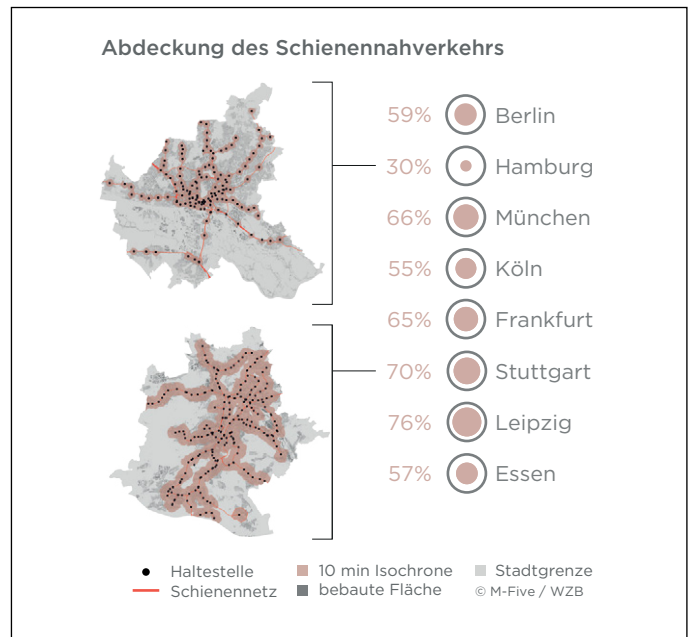 Abdeckung des Schienennahverkehrs
59% Berlin
30% Hamburg
66% München
55% Köln
65% Frankfurt
70% Stuttgart
76% Leipzig
57% Essen
Haltestelle 10 min Isochrone Stadtgrenze
Schienennetz bebaute Fläche © M-Five / WZB